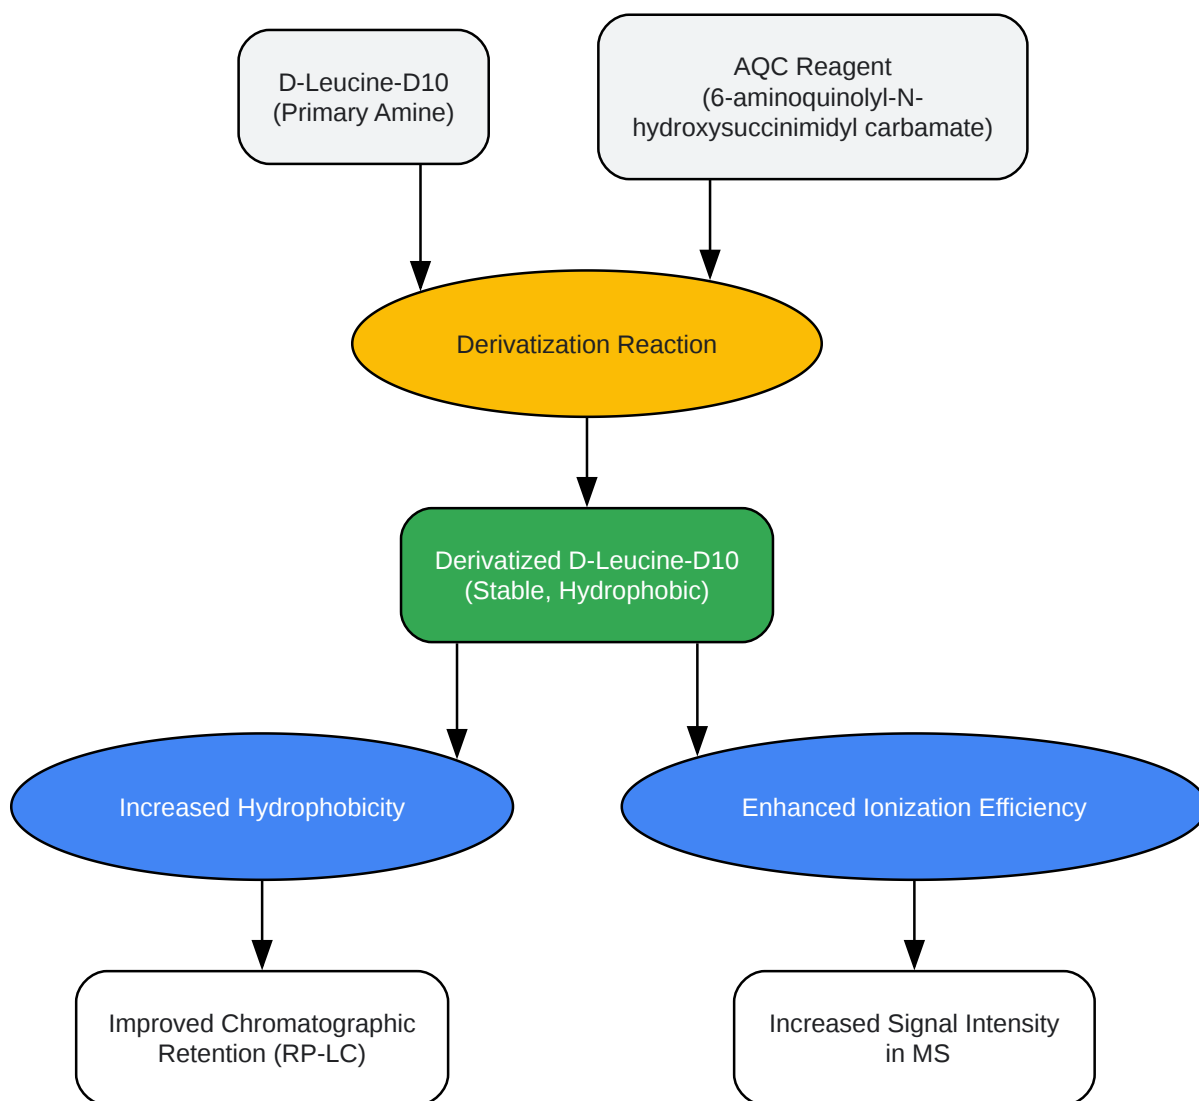 D-Leucine-D10
(Primary Amine)
AQC Reagent
(6-aminoquinolyl-N-
hydroxysuccinimidyl carbamate)
Derivatization Reaction
Derivatized D-Leucine-D10
(Stable, Hydrophobic)
Increased Hydrophobicity
Enhanced Ionization Efficiency
Improved Chromatographic
Retention (RP-LC)
Increased Signal Intensity
in MS